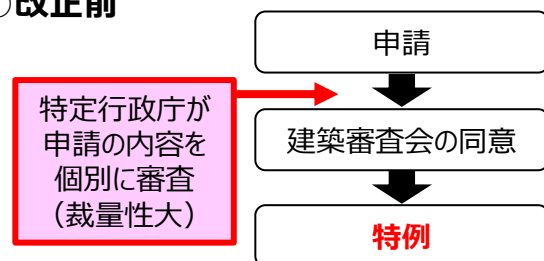 ○改正前
申請
特定行政庁が
申請の内容を
個別に審査
（裁量性大）
建築審査会の同意
特例